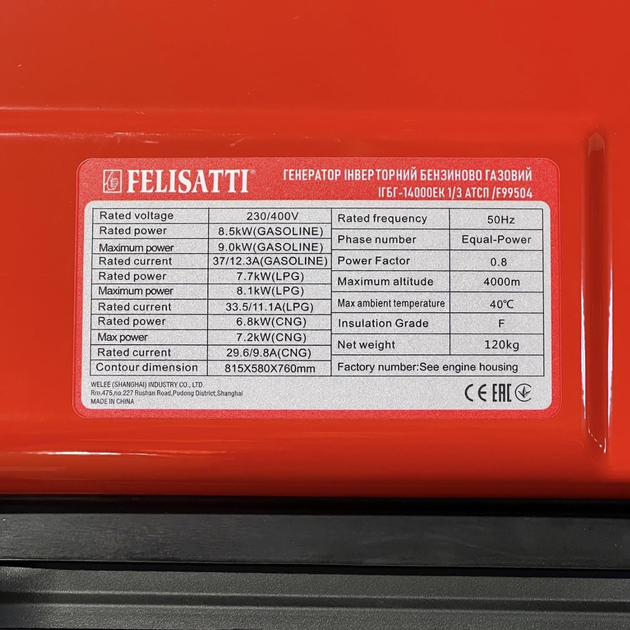 FELISATTI
ГЕНЕРАТОР ІНВЕРТОРНИЙ БЕНЗИНОВО ГАЗОВИЙ
ІГБГ-14000ЕК 1/3 АТСП /F99504
Rated voltage 230/400V
Rated power 8.5kW(GASOLINE)
Maximum power 9.0kW(GASOLINE)
Rated current 37/12.3A(GASOLINE)
Rated power 7.7kW(LPG)
Maximum power 8.1kW(LPG)
Rated current 33.5/11.1A(LPG)
Rated power 6.8kW(CNG)
Max power 7.2kW(CNG)
Rated current 29.6/9.8A(CNG)
Contour dimension 815X580X760mm
Rated frequency 50Hz
Phase number Equal-Power
Power Factor 0.8
Maximum altitude 4000m
Max ambient temperature 40℃
Insulation Grade F
Net weight 120kg
Factory number:See engine housing
WELEE (SHANGHAI) INDUSTRY CO., LTD.
Rm.475,no.227 Rushan Road,Pudong District,Shanghai
MADE IN CHINA
CE EAC